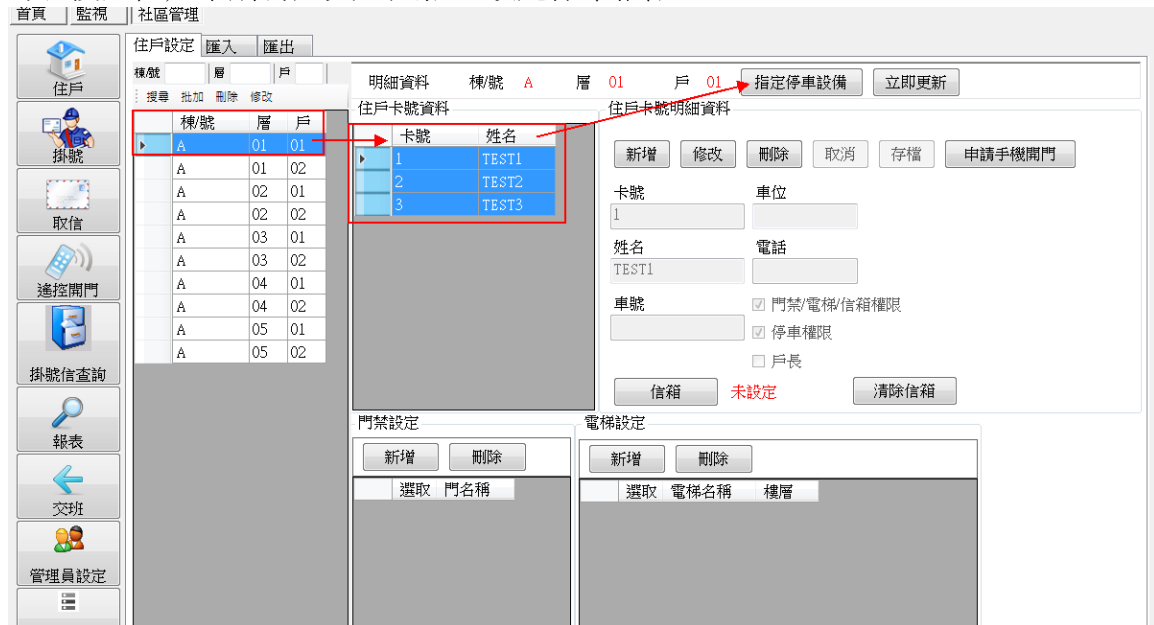 首頁 監視 社區管理
住戶設定 匯入 匯出
棟/號 層 戶
搜尋 批加 刪除 修改
棟/號 層 戶
A 01 01
A 01 02
A 02 01
A 02 02
A 03 01
A 03 02
A 04 01
A 04 02
A 05 01
A 05 02
住戶
掛號
取信
遙控開門
掛號信查詢
報表
交班
管理員設定
明細資料 棟/號 A 層 01 戶 01 指定停車設備 立即更新
住戶卡號資料
卡號 姓名
1 TEST1
2 TEST2
3 TEST3
住戶卡號明細資料
新增 修改 刪除 取消 存檔 申請手機開門
卡號 車位
1
姓名 電話
TEST1
車號
門禁/電梯/信箱權限
停車權限
戶長
信箱 未設定 清除信箱
門禁設定
新增 刪除
選取 門名稱
電梯設定
新增 刪除
選取 電梯名稱 樓層